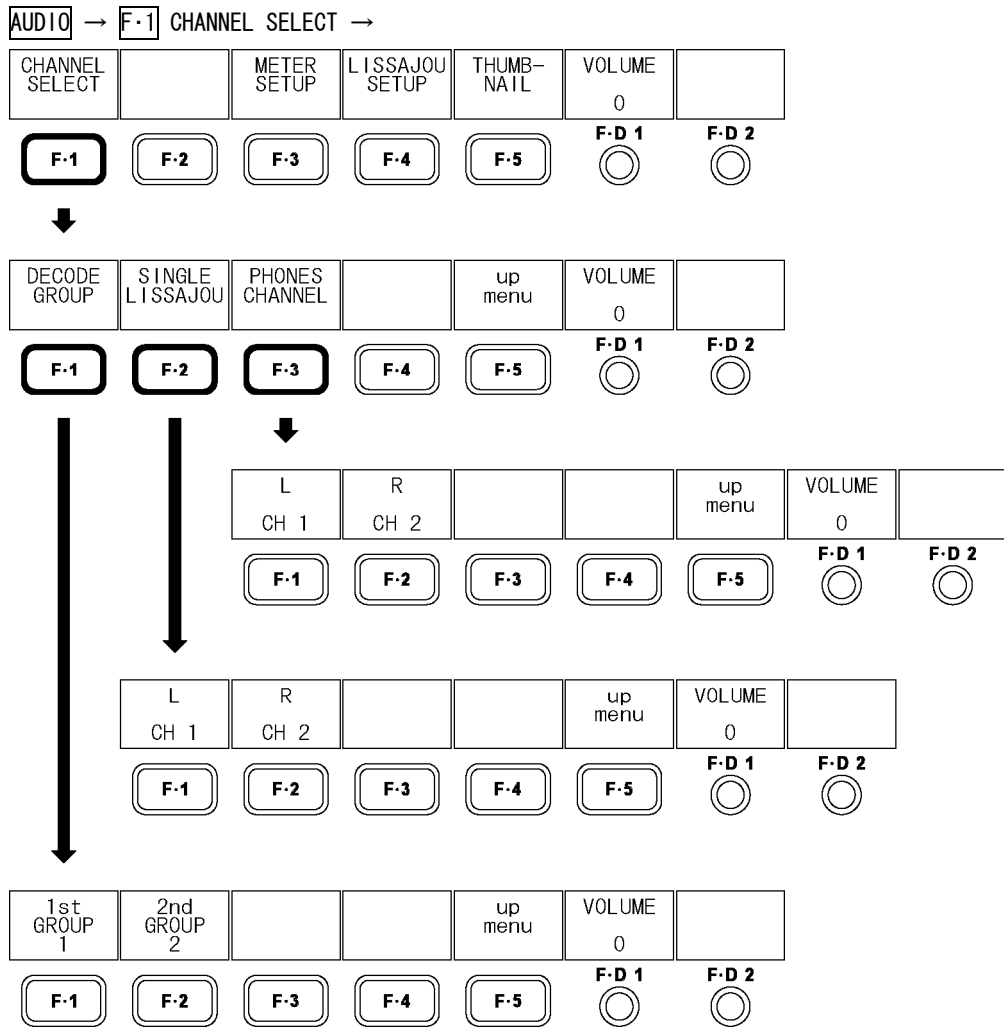 AUDIO → F·1 CHANNEL SELECT →
CHANNEL SELECT METER SETUP LISSAJOU SETUP THUMB-NAIL VOLUME 0
F·1 F·2 F·3 F·4 F·5 F·D 1 F·D 2
DECODE GROUP SINGLE LISSAJOU PHONES CHANNEL up menu VOLUME 0
F·1 F·2 F·3 F·4 F·5 F·D 1 F·D 2
L CH 1 R CH 2 up menu VOLUME 0
F·1 F·2 F·3 F·4 F·5 F·D 1 F·D 2
L CH 1 R CH 2 up menu VOLUME 0
F·1 F·2 F·3 F·4 F·5 F·D 1 F·D 2
1st GROUP 1 2nd GROUP 2 up menu VOLUME 0
F·1 F·2 F·3 F·4 F·5 F·D 1 F·D 2